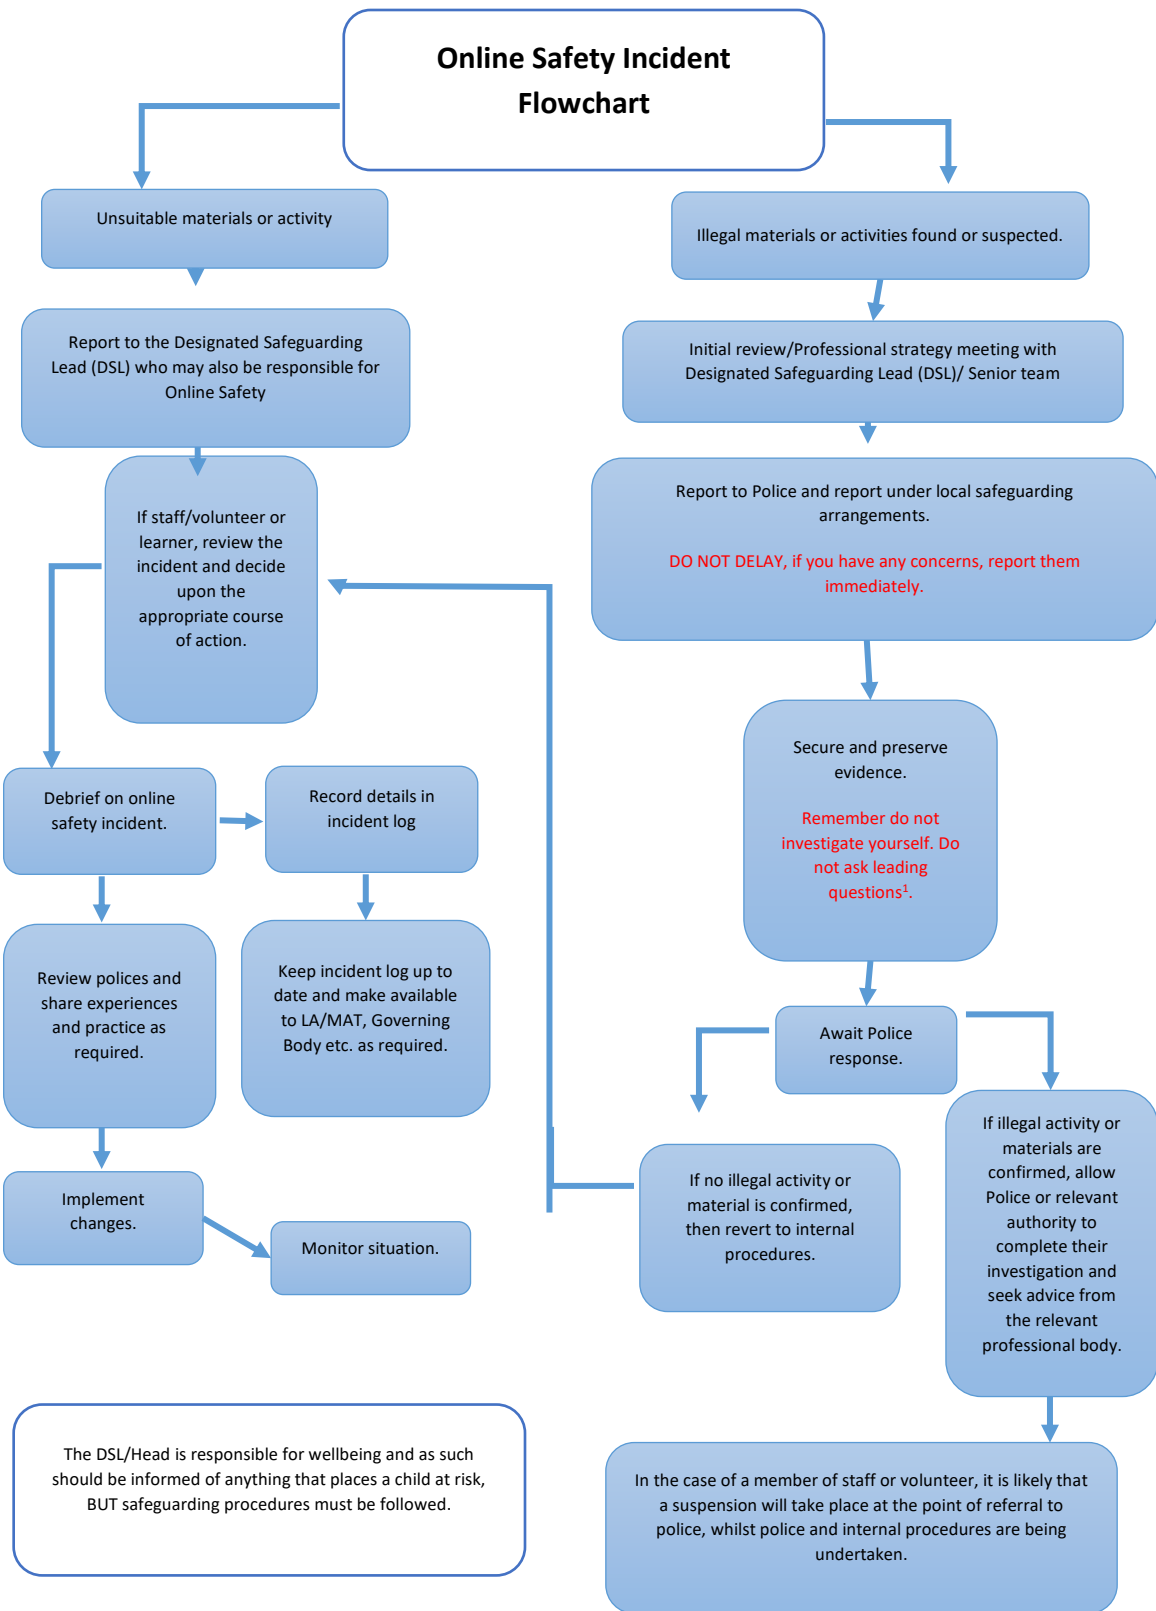 Online Safety Incident
Flowchart
Unsuitable materials or activity
Report to the Designated Safeguarding
Lead (DSL) who may also be responsible for
Online Safety
If staff/volunteer or
learner, review the
incident and decide
upon the
appropriate course
of action.
Debrief on online
safety incident.
Record details in
incident log
Review polices and
share experiences
and practice as
required.
Keep incident log up to
date and make available
to LA/MAT, Governing
Body etc. as required.
Implement
changes.
Monitor situation.
Illegal materials or activities found or suspected.
Initial review/Professional strategy meeting with
Designated Safeguarding Lead (DSL)/ Senior team
Report to Police and report under local safeguarding
arrangements.
DO NOT DELAY, if you have any concerns, report them
immediately.
Secure and preserve
evidence.
Remember do not
investigate yourself. Do
not ask leading
questions¹.
Await Police
response.
If no illegal activity or
material is confirmed,
then revert to internal
procedures.
If illegal activity or
materials are
confirmed, allow
Police or relevant
authority to
complete their
investigation and
seek advice from
the relevant
professional body.
In the case of a member of staff or volunteer, it is likely that
a suspension will take place at the point of referral to
police, whilst police and internal procedures are being
undertaken.
The DSL/Head is responsible for wellbeing and as such
should be informed of anything that places a child at risk,
BUT safeguarding procedures must be followed.